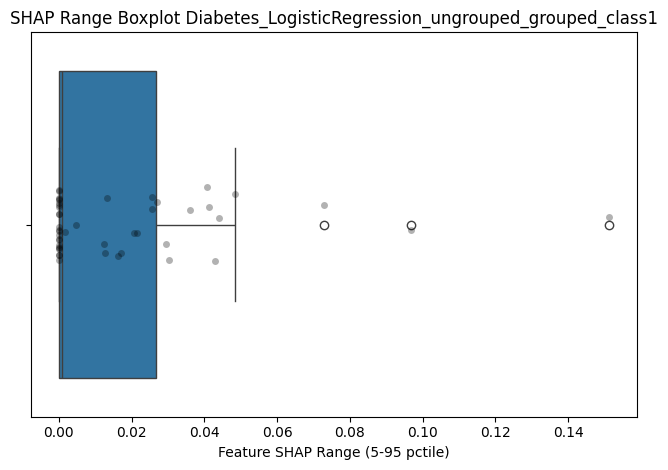 SHAP Range Boxplot Diabetes_LogisticRegression_ungrouped_grouped_class1
0.00 0.02 0.04 0.06 0.08 0.10 0.12 0.14
Feature SHAP Range (5-95 pctile)